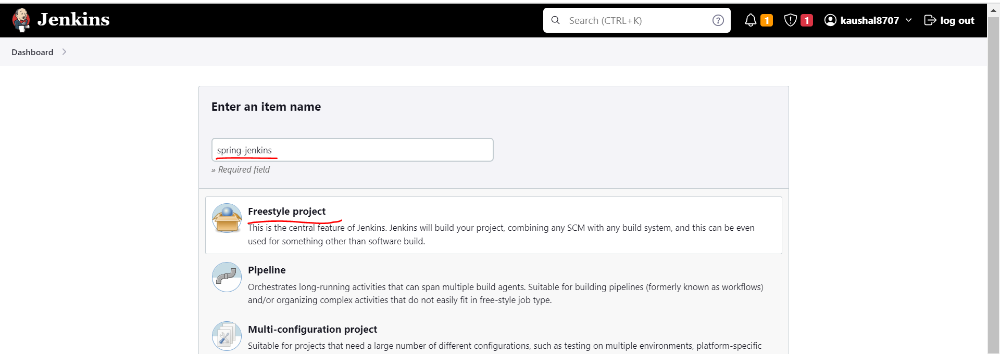 Jenkins
Search (CTRL+K)
?
1
1
kaushal8707
log out
Dashboard
Enter an item name
spring-jenkins
» Required field
Freestyle project
This is the central feature of Jenkins. Jenkins will build your project, combining any SCM with any build system, and this can be even
used for something other than software build.
Pipeline
Orchestrates long-running activities that can span multiple build agents. Suitable for building pipelines (formerly known as workflows)
and/or organizing complex activities that do not easily fit in free-style job type.
Multi-configuration project
Suitable for projects that need a large number of different configurations, such as testing on multiple environments, platform-specific